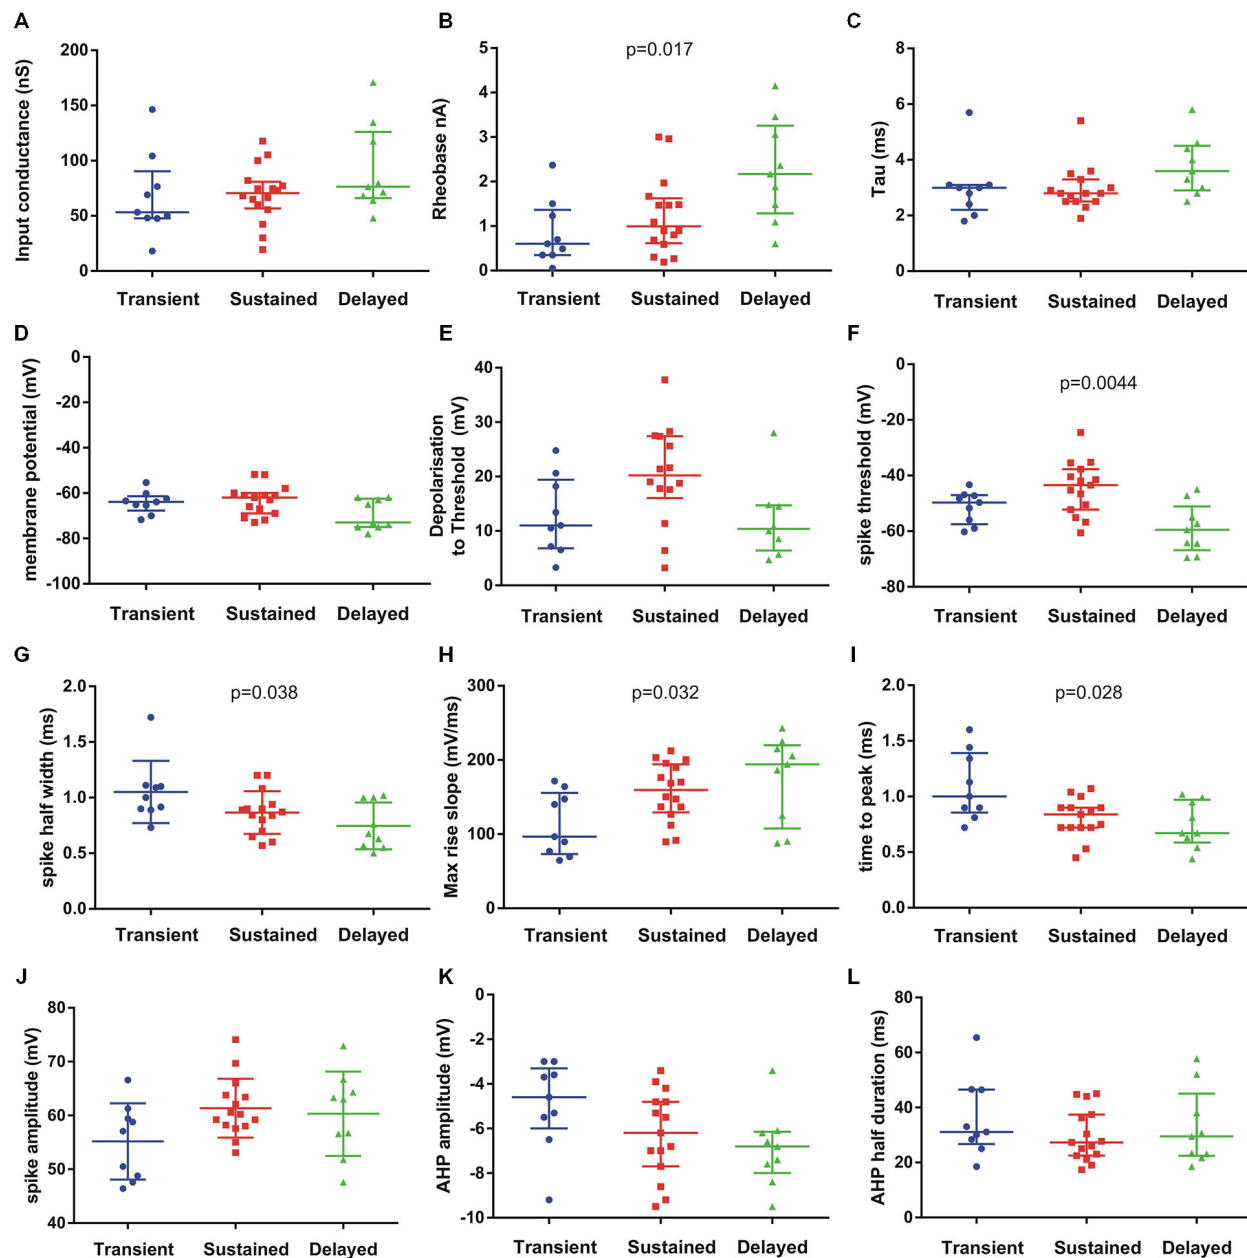 A
Input conductance (nS)
200
150
100
50
0
Transient Sustained Delayed
B
p=0.017
Rheobase nA)
5
4
3
2
1
0
Transient Sustained Delayed
C
Tau (ms)
8
6
4
2
0
Transient Sustained Delayed
D
membrane potential (mV)
0
-20
-40
-60
-80
-100
Transient Sustained Delayed
E
Depolarisation
to Threshold (mV)
40
30
20
10
0
Transient Sustained Delayed
F
p=0.0044
spike threshold (mV)
0
-20
-40
-60
-80
Transient Sustained Delayed
G
p=0.038
spike half width (ms)
2.0
1.5
1.0
0.5
0.0
Transient Sustained Delayed
H
p=0.032
Max rise slope (mV/ms)
300
200
100
0
Transient Sustained Delayed
I
p=0.028
time to peak (ms)
2.0
1.5
1.0
0.5
0.0
Transient Sustained Delayed
J
spike amplitude (mV)
80
70
60
50
40
Transient Sustained Delayed
K
AHP amplitude (mV)
0
-2
-4
-6
-8
-10
Transient Sustained Delayed
L
AHP half duration (ms)
80
60
40
20
0
Transient Sustained Delayed